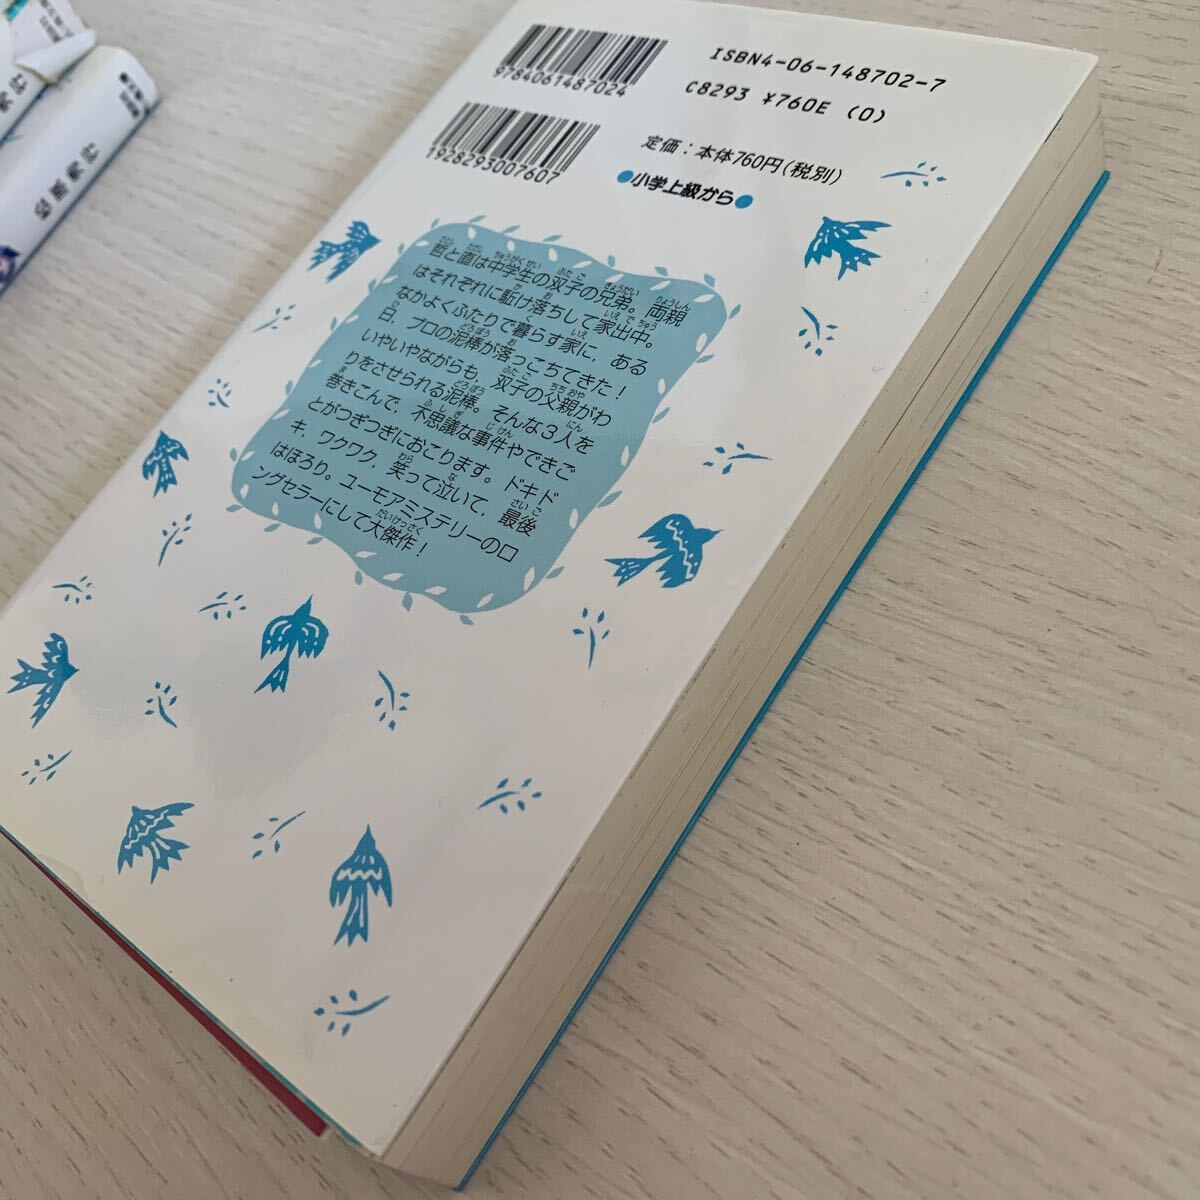 9784061487024
1928293007607
ISBN4-06-148702-7
C8293 ¥760E (0)
定価:本体760円(税別)
●小学上級から●
哲と直は中学生の双子の兄弟。両親
はそれぞれに駆け落ちして家出中。
なかよくふたりで暮らす家に、ある
日、プロの泥棒が落っこちてきた!
いやいやながらも、双子の父親がわ
りをさせられる泥棒。そんな3人を
巻きこんで、不思議な事件やできご
とがつぎつぎにおこります。ドキド
キ、ワクワク、笑って泣いて、最後
はほろり。ユーモアミステリーのロ
ングセラーにして大傑作!